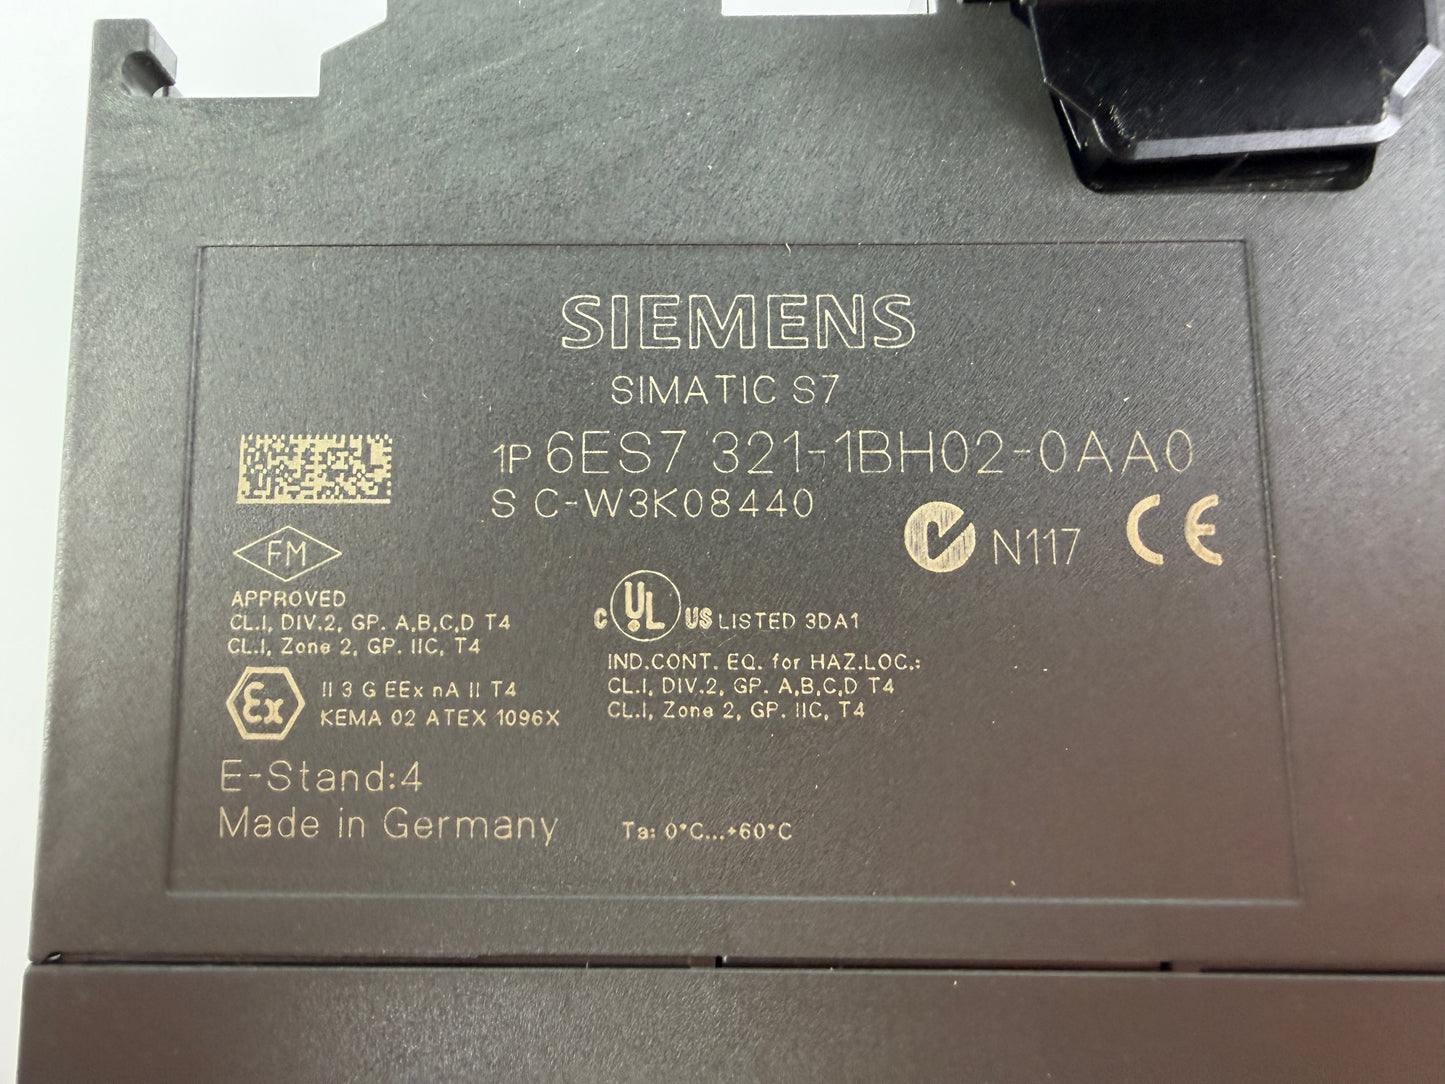 SIEMENS
SIMATIC S7
1P 6ES7 321-1BH02-0AA0
S C-W3K08440
N117 CE
FM
APPROVED
CL.I, DIV.2, GP. A,B,C,D T4
CL.I, Zone 2, GP. IIC, T4
Ex
II 3 G EEx nA II T4
KEMA 02 ATEX 1096X
C UL US LISTED 3DA1
IND.CONT. EQ. for HAZ.LOC.:
CL.I, DIV.2, GP. A,B,C,D T4
CL.I, Zone 2, GP. IIC, T4
E-Stand:4
Made in Germany
Ta: 0°C...+60°C